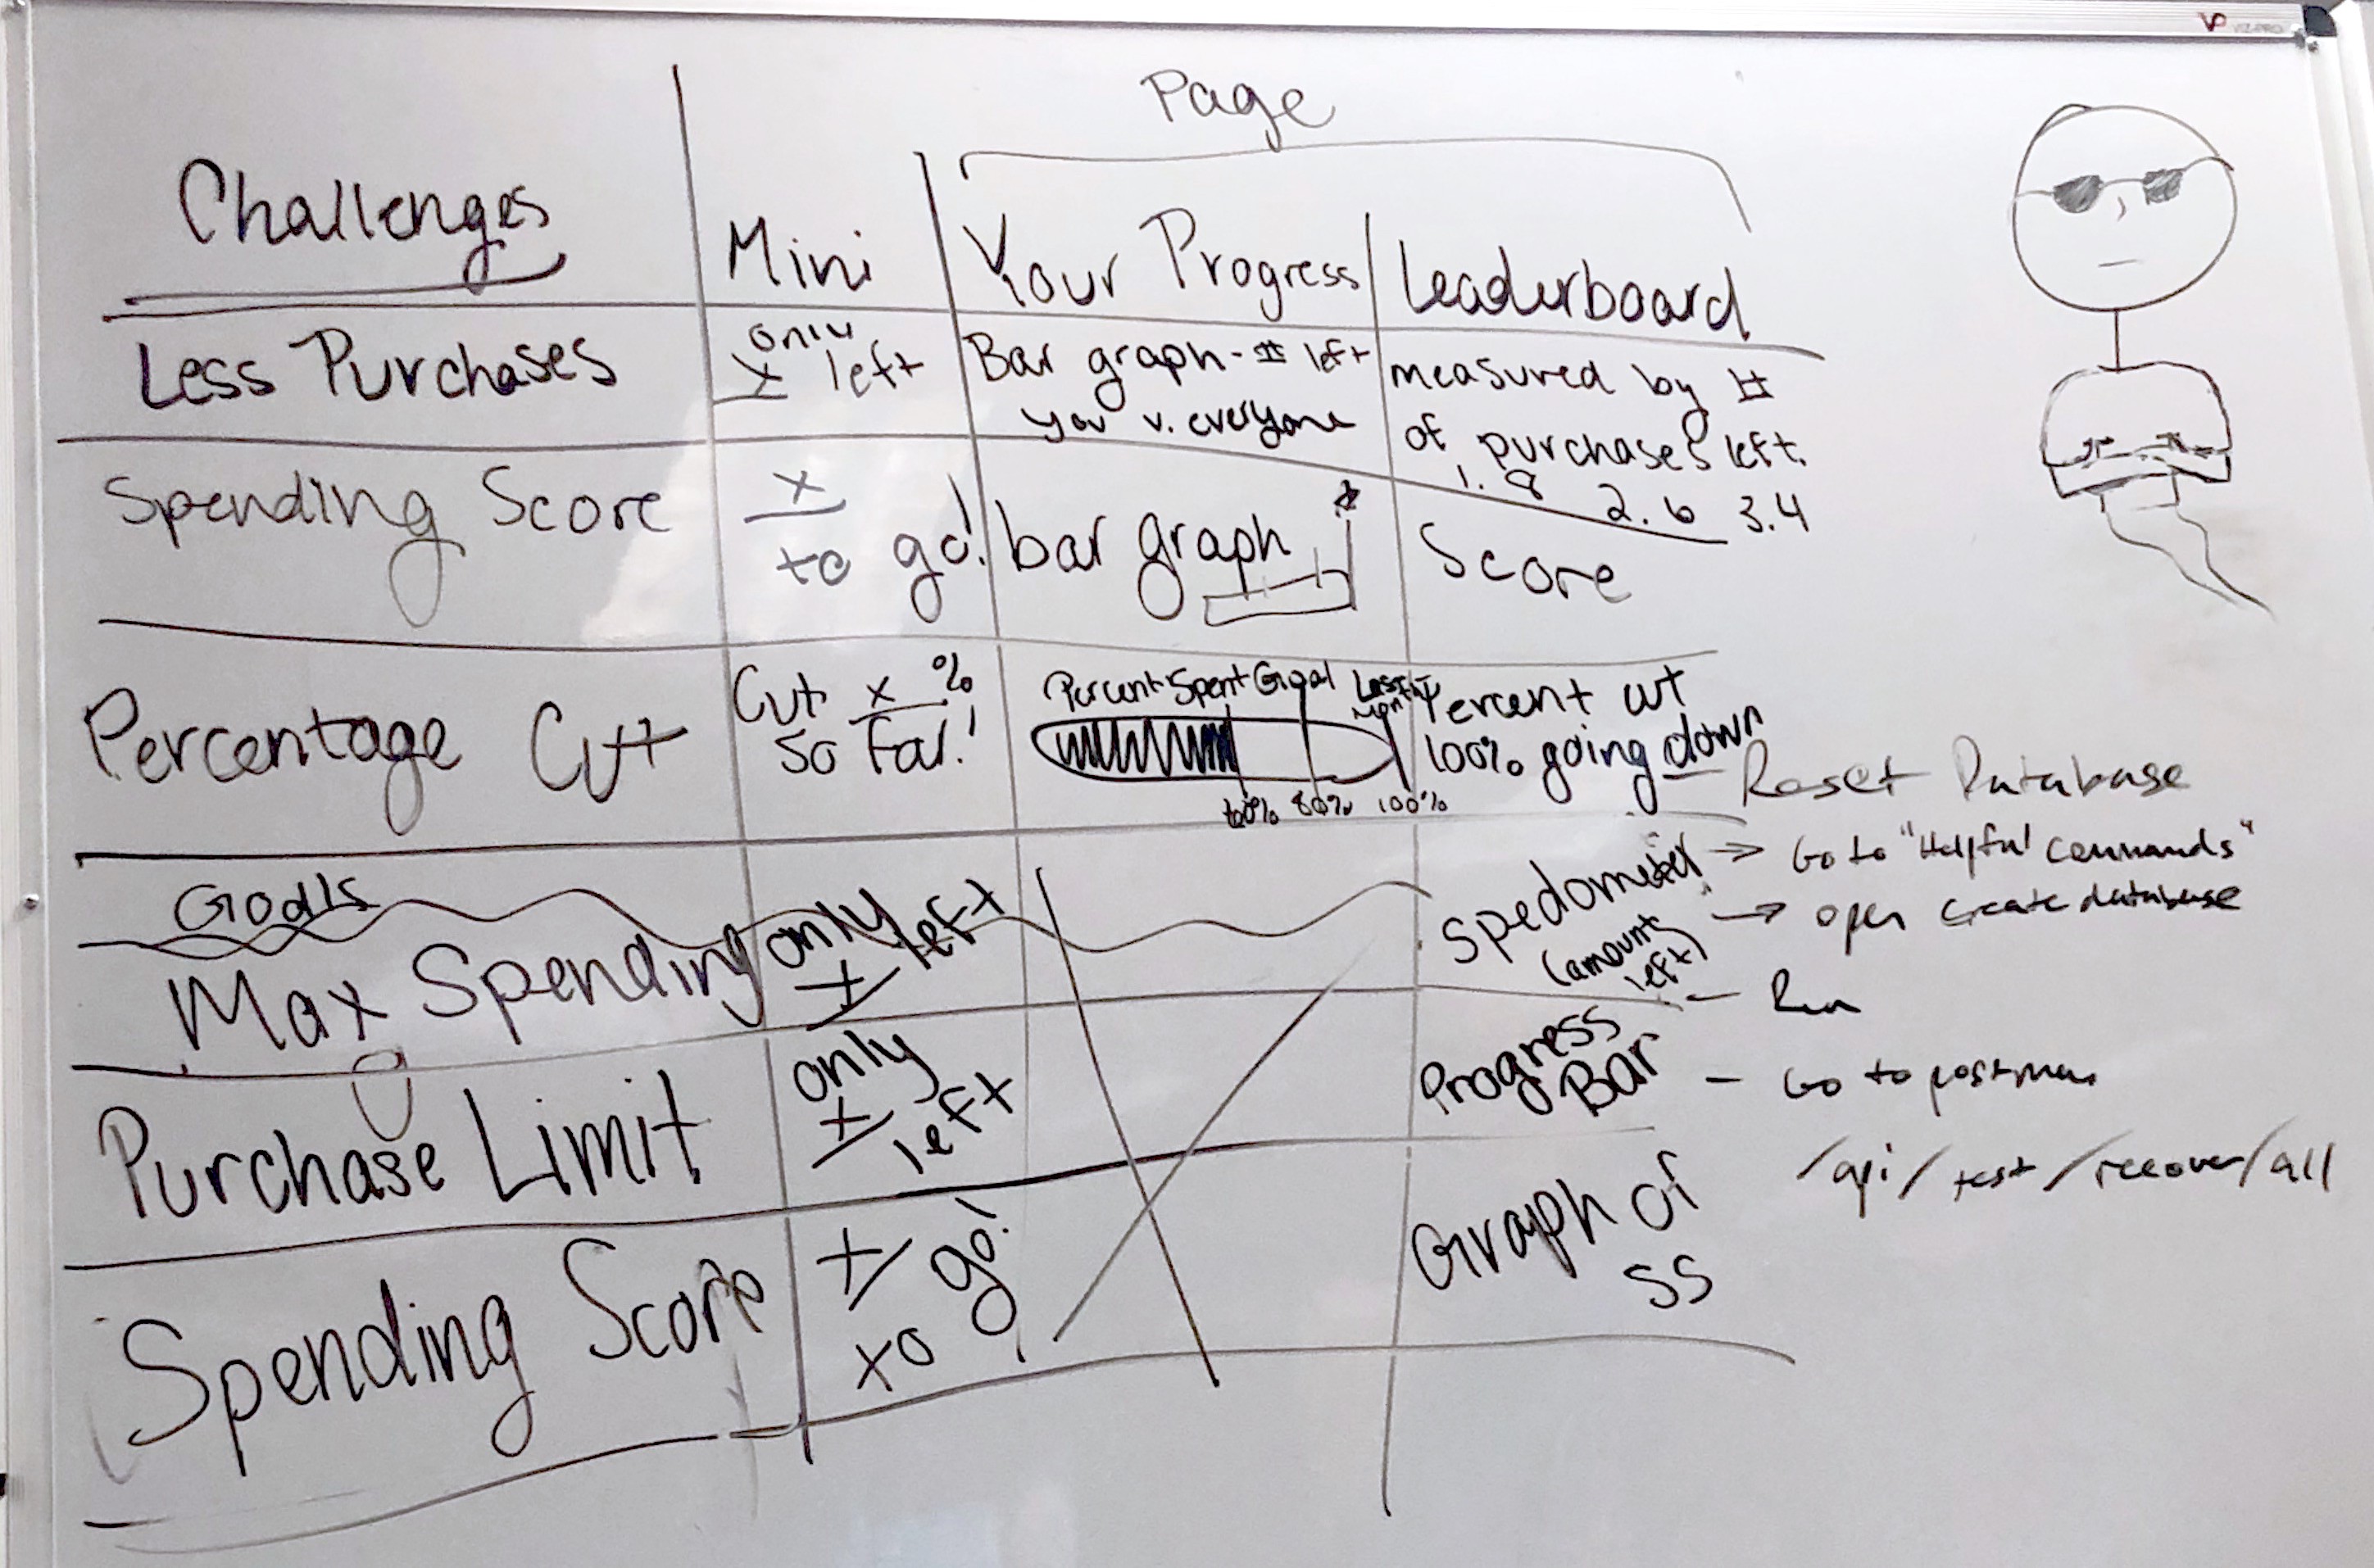 Page
Challenges
Mini
Your Progress
Leaderboard
Less Purchases
only
x left
Bar graph - # left
you v. everyone
measured by #
of purchases left.
1. 8 2. 6 3. 4
Spending Score
x
to go!
bar graph
Score
Percentage Cut
Cut x %
so far!
Percent Spent Goal Last
Month
80% 100%
Percent cut
100% going down
Goals
Max Spending
only
x left
Spedometer
(amount
left)
Purchase Limit
only
x left
Progress
Bar
Spending Score
x
to go!
Graph of
SS
- Reset Database
→ Go to "Helpful Commands"
→ open create database
- Run
- Go to postman
/api/test/recover/all